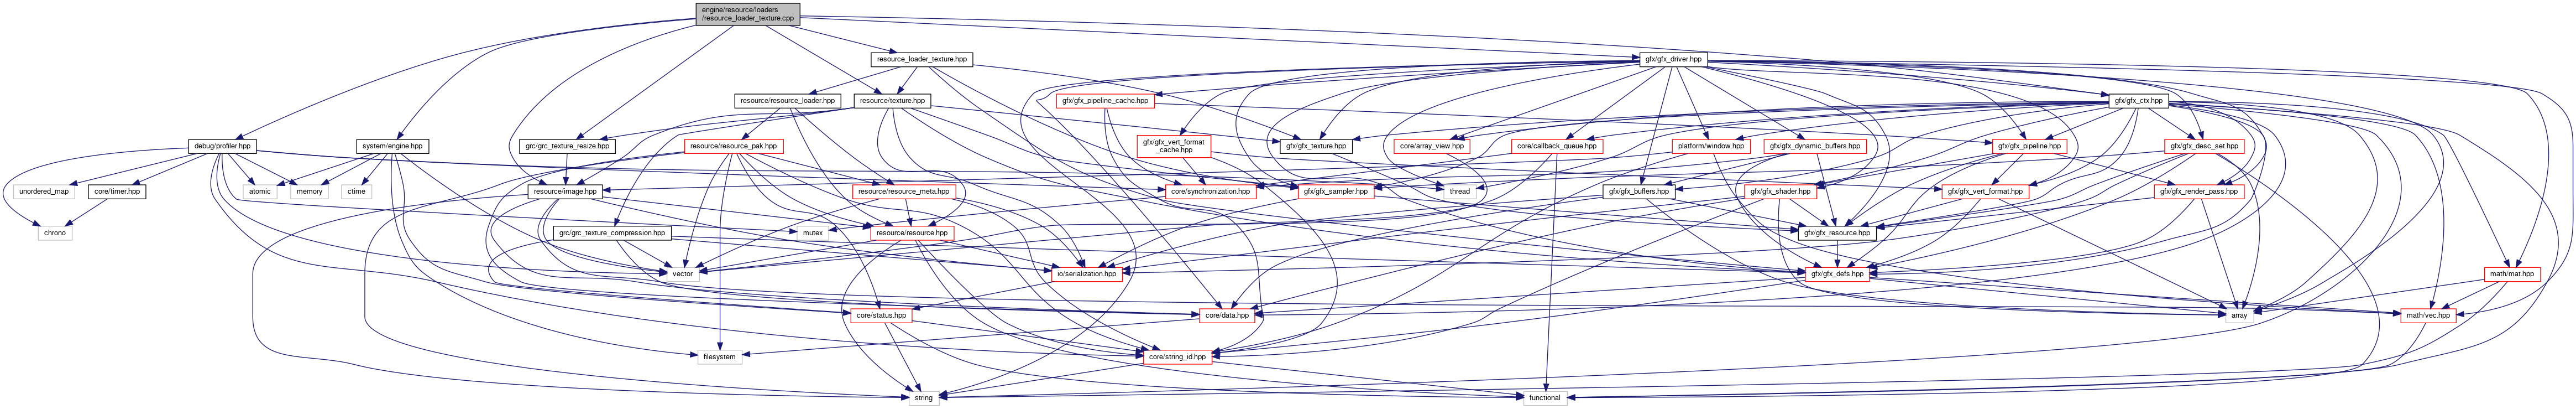 engine/resource/loaders
/resource_loader_texture.cpp
resource_loader_texture.hpp
gfx/gfx_driver.hpp
resource/resource_loader.hpp
resource/texture.hpp
gfx/gfx_pipeline_cache.hpp
gfx/gfx_ctx.hpp
debug/profiler.hpp
system/engine.hpp
grc/grc_texture_resize.hpp
resource/resource_pak.hpp
gfx/gfx_vert_format
_cache.hpp
gfx/gfx_texture.hpp
core/array_view.hpp
core/callback_queue.hpp
platform/window.hpp
gfx/gfx_dynamic_buffers.hpp
gfx/gfx_pipeline.hpp
gfx/gfx_desc_set.hpp
unordered_map
core/timer.hpp
atomic
memory
ctime
resource/image.hpp
resource/resource_meta.hpp
core/synchronization.hpp
gfx/gfx_sampler.hpp
thread
gfx/gfx_buffers.hpp
gfx/gfx_shader.hpp
gfx/gfx_vert_format.hpp
gfx/gfx_render_pass.hpp
chrono
grc/grc_texture_compression.hpp
mutex
resource/resource.hpp
gfx/gfx_resource.hpp
vector
io/serialization.hpp
gfx/gfx_defs.hpp
math/mat.hpp
core/status.hpp
core/data.hpp
array
math/vec.hpp
filesystem
core/string_id.hpp
string
functional